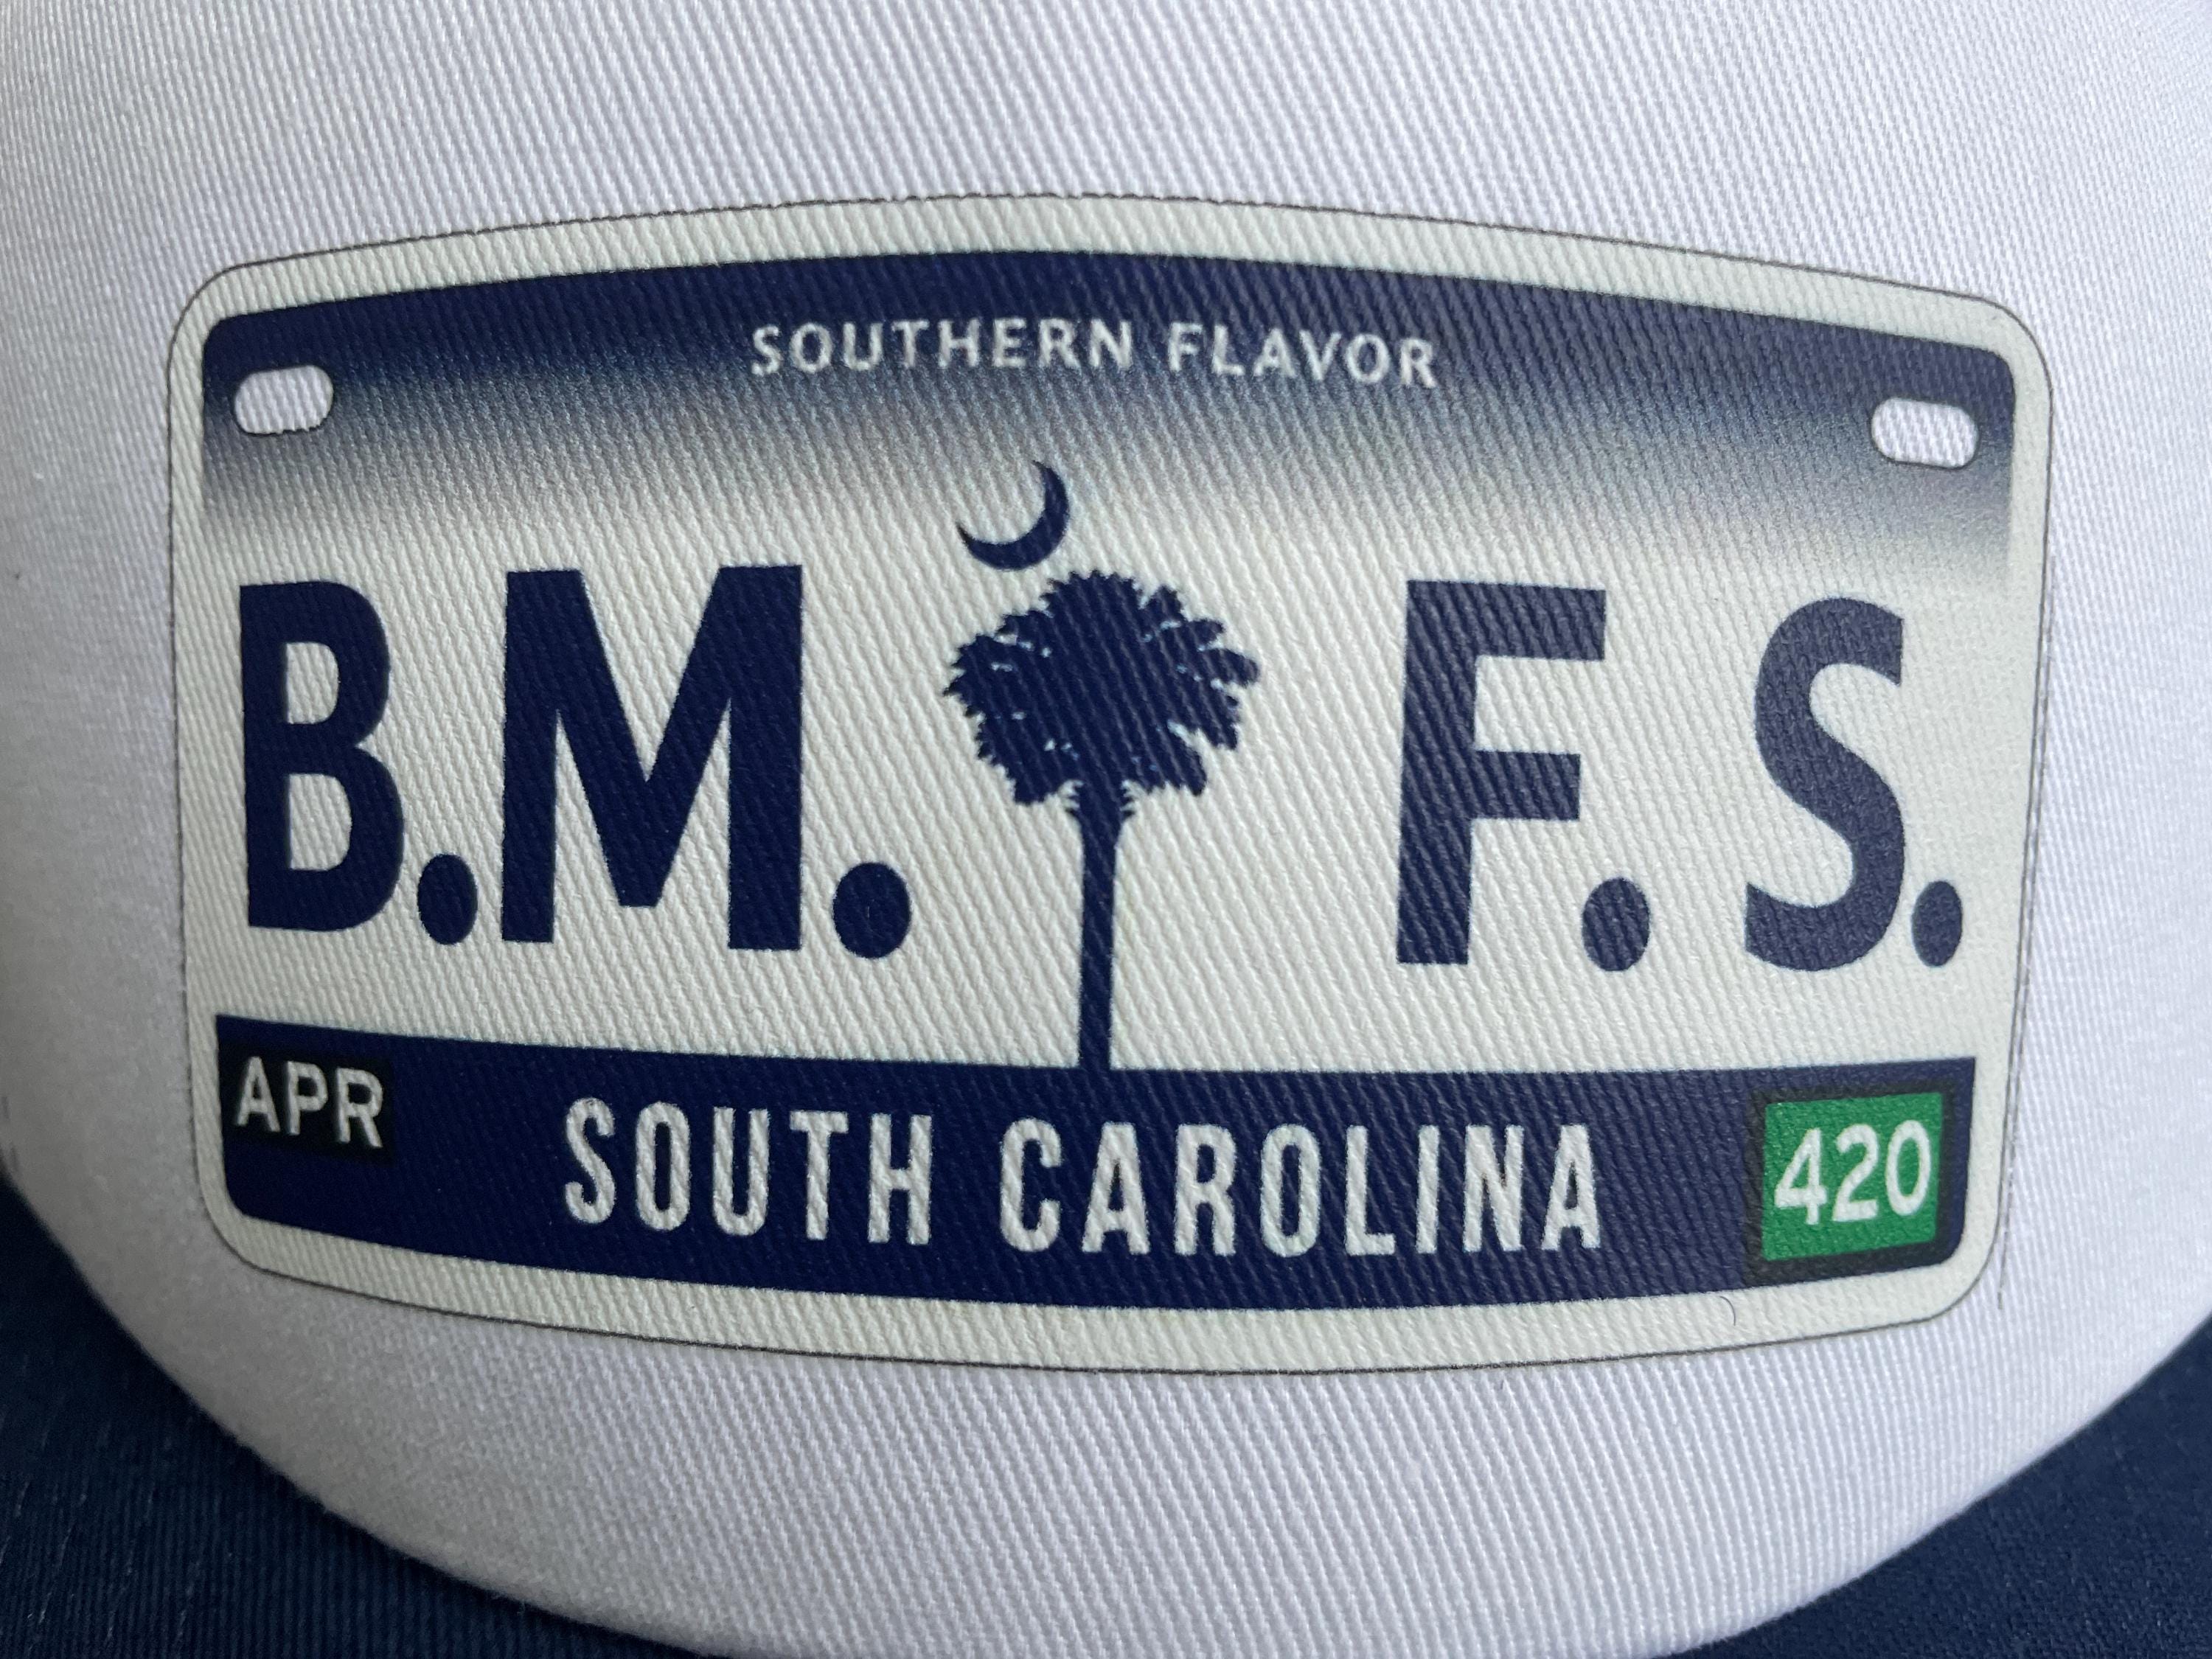 SOUTHERN FLAVOR
B.M. F.S.
APR SOUTH CAROLINA 420